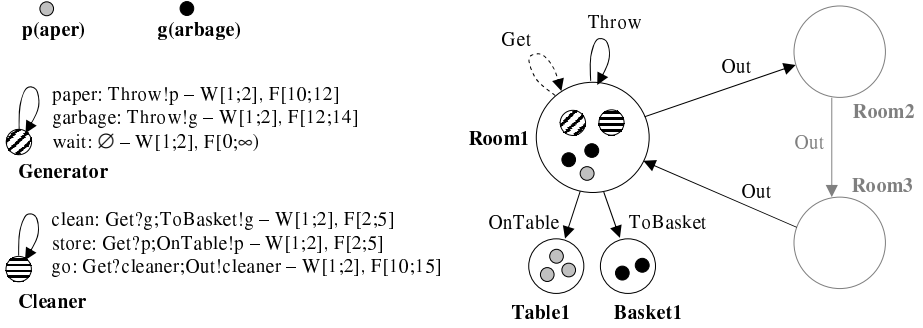 p(aper)
g(arbage)
paper: Throw!p – W[1;2], F[10;12]
garbage: Throw!g – W[1;2], F[12;14]
wait: ∅ – W[1;2], F[0;∞)
Generator
clean: Get?g;ToBasket!g – W[1;2], F[2;5]
store: Get?p;OnTable!p – W[1;2], F[2;5]
go: Get?cleaner;Out!cleaner – W[1;2], F[10;15]
Cleaner
Get
Throw
Out
Room1
Room2
Out
Room3
Out
OnTable
ToBasket
Table1
Basket1